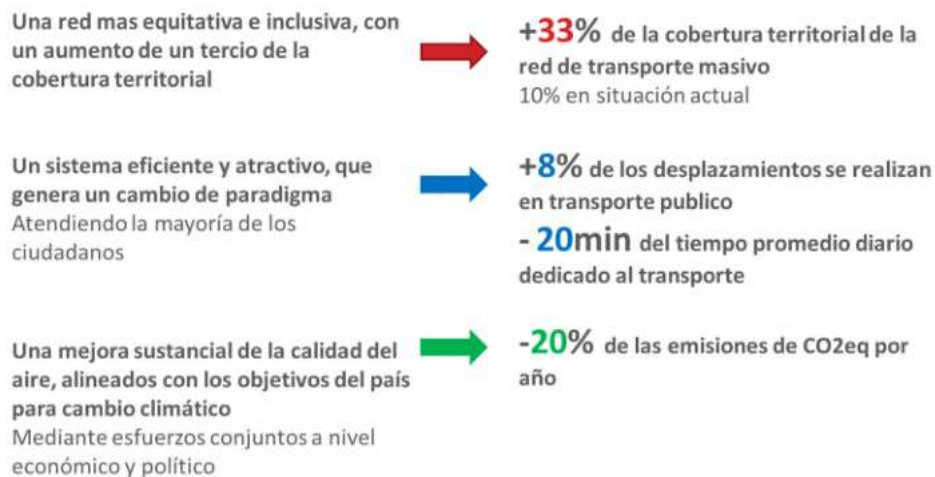 Una red mas equitativa e inclusiva, con
un aumento de un tercio de la
cobertura territorial
+33% de la cobertura territorial de la
red de transporte masivo
10% en situación actual
Un sistema eficiente y atractivo, que
genera un cambio de paradigma
Atendiendo la mayoría de los
ciudadanos
+8% de los desplazamientos se realizan
en transporte publico
- 20min del tiempo promedio diario
dedicado al transporte
Una mejora sustancial de la calidad del
aire, alineados con los objetivos del país
para cambio climático
Mediante esfuerzos conjuntos a nivel
económico y político
-20% de las emisiones de CO2eq por
año